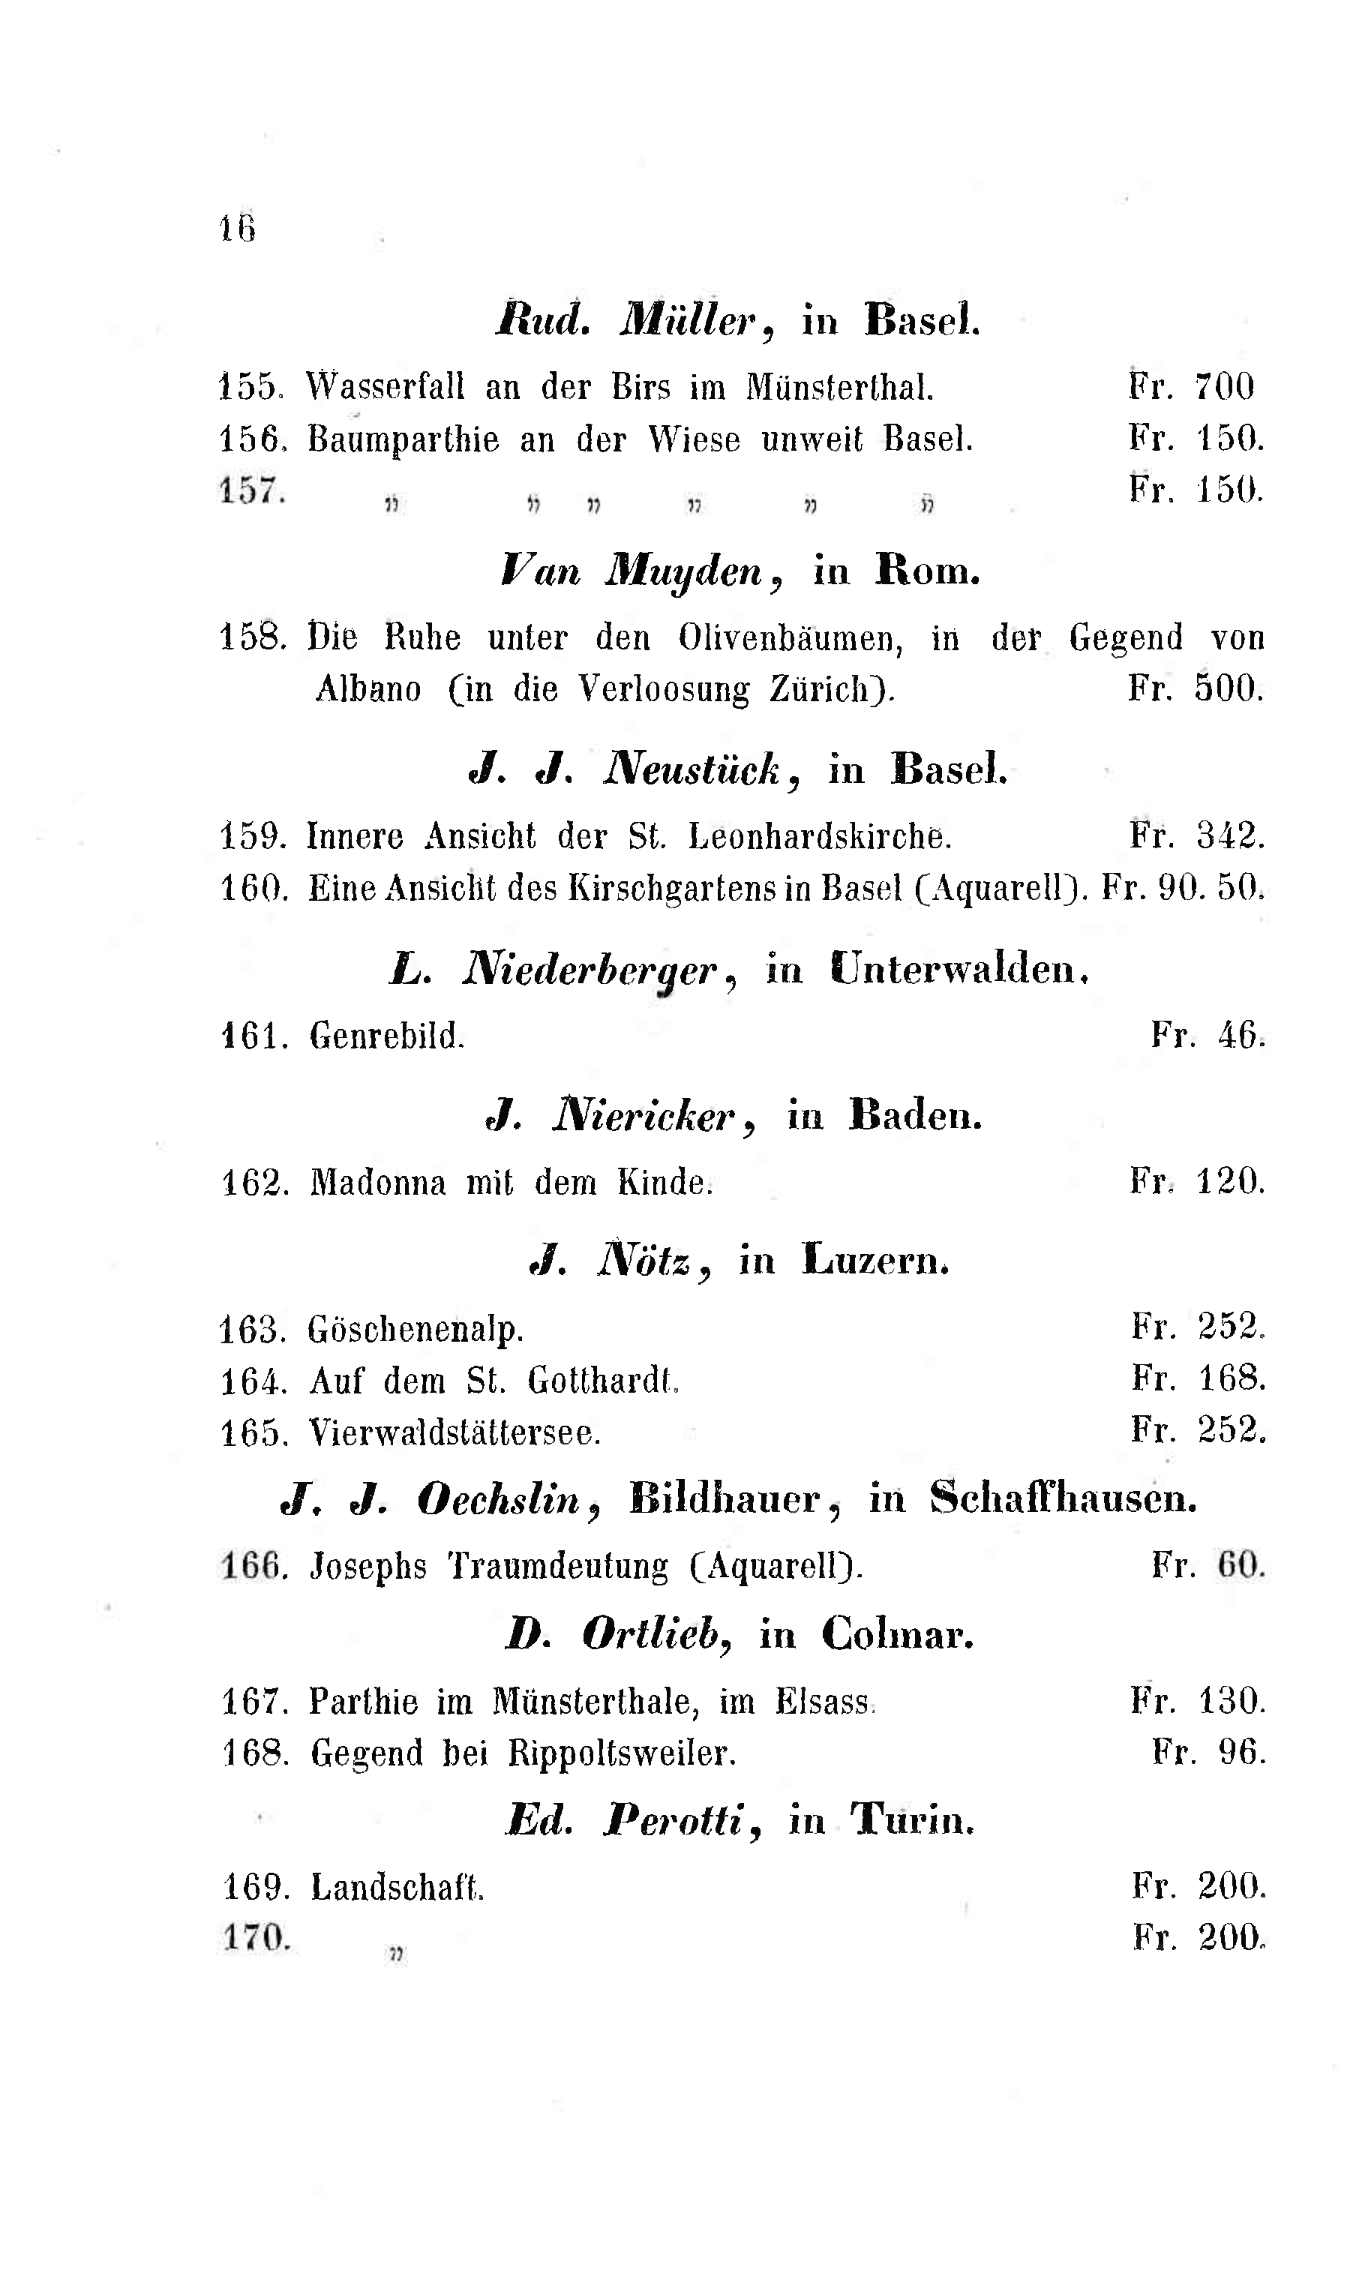 16
Rud. Müller, in Basel.
155. Wasserfall an der Birs im Münsterthal. Fr. 700
156. Baumparthie an der Wiese unweit Basel. Fr. 150.
157. „ „ „ „ „ „ Fr. 150.
Van Muyden, in Rom.
158. Die Ruhe unter den Olivenbäumen, in der Gegend von
Albano (in die Verloosung Zürich). Fr. 500.
J. J. Neustück, in Basel.
159. Innere Ansicht der St. Leonhardskirche. Fr. 342.
160. Eine Ansicht des Kirschgartens in Basel (Aquarell). Fr. 90. 50.
L. Niederberger, in Unterwalden.
161. Genrebild. Fr. 46.
J. Niericker, in Baden.
162. Madonna mit dem Kinde. Fr. 120.
J. Nötz, in Luzern.
163. Göschenenalp. Fr. 252.
164. Auf dem St. Gotthardt. Fr. 168.
165. Vierwaldstättersee. Fr. 252.
J. J. Oechslin, Bildhauer, in Schaffhausen.
166. Josephs Traumdeutung (Aquarell). Fr. 60.
D. Ortlieb, in Colmar.
167. Parthie im Münsterthale, im Elsass. Fr. 130.
168. Gegend bei Rippoltsweiler. Fr. 96.
Ed. Perotti, in Turin.
169. Landschaft. Fr. 200.
170. „ Fr. 200.